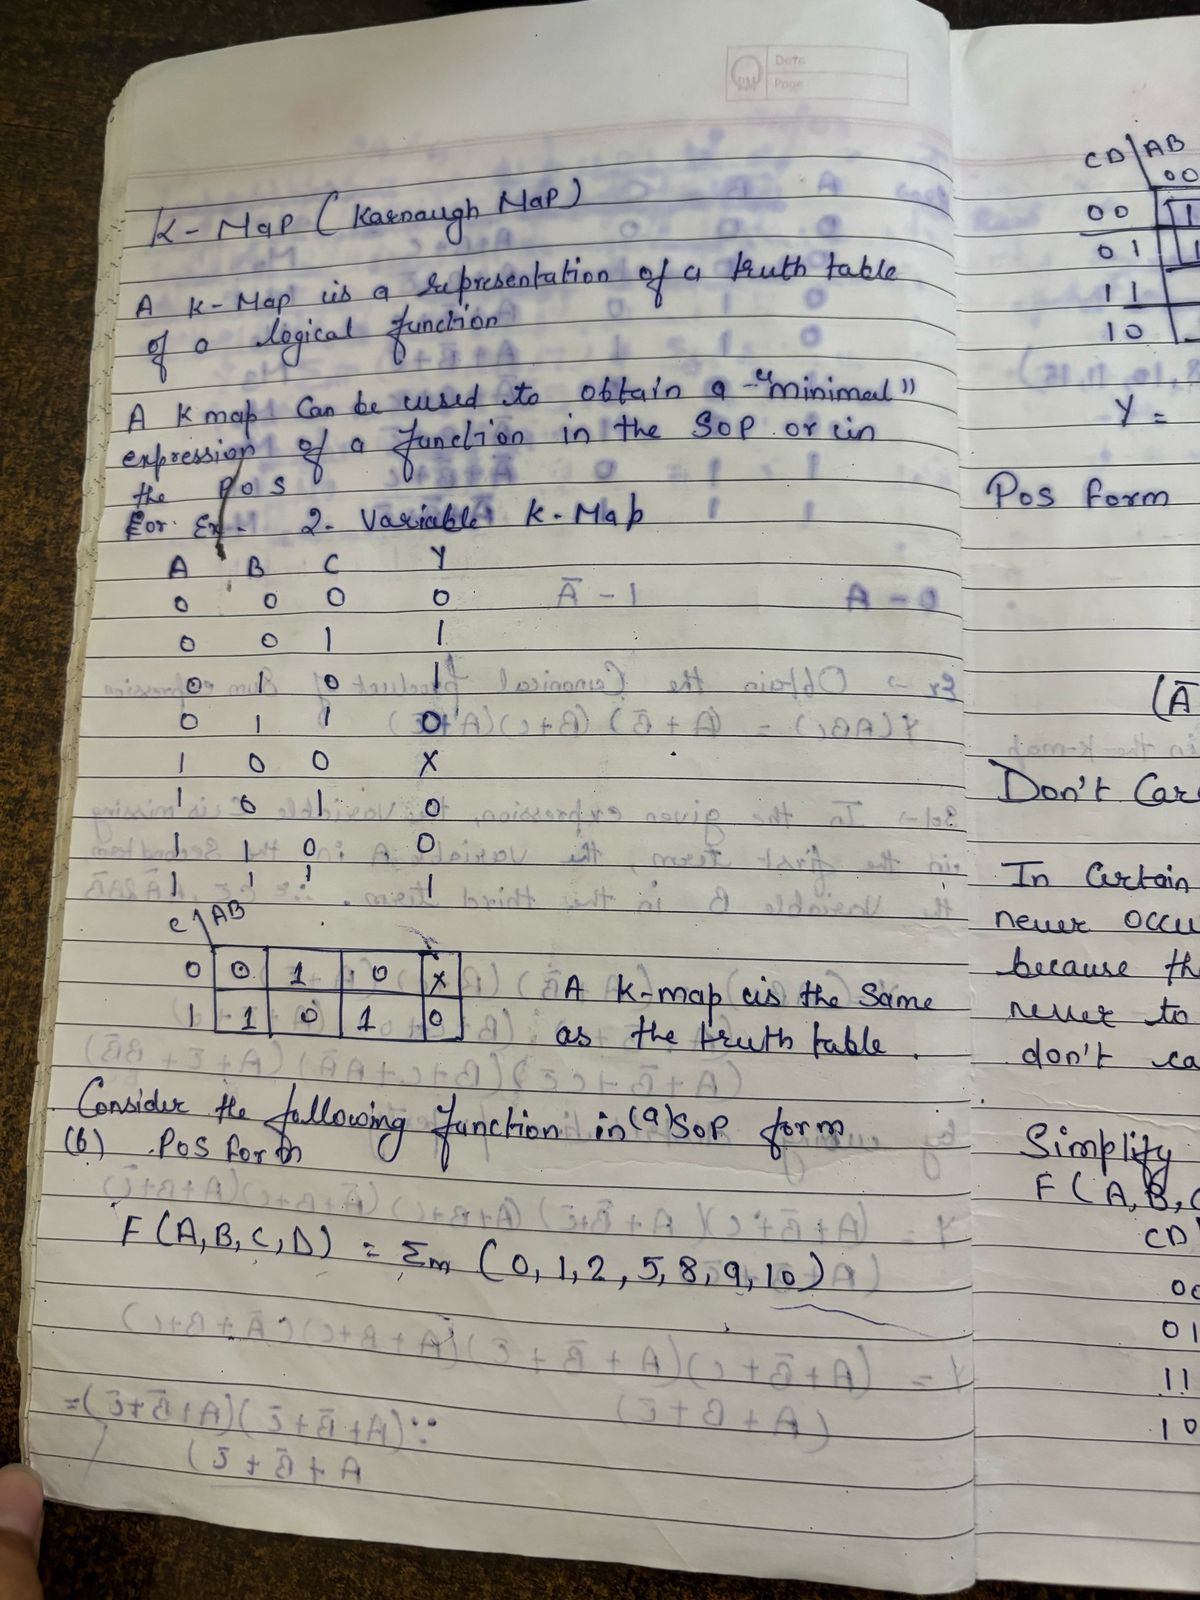 Date
Page
K-Map (Karnaugh Map)
A K-Map is a representation of a truth table
of a logical function
A K map Can be used to obtain a "minimal"
expression of a function in the SOP or in
the POS
For Ex- 2-Variable K-Map
A B C Y
0 0 0 0
0 0 1 1
0 1 0 1
0 1 1 0
1 0 0 X
1 0 1 0
1 1 0 0
1 1 1 1
C\AB
0 0 1 0 X
1 1 0 1 0
A K-map is the Same
as the truth table.
Consider the following function in (a) SOP form
(b) POS form
F(A,B,C,D) = Σm (0,1,2,5,8,9,10)
CD\AB
00
00 1
01 1
11
10
Y =
Pos form
(Ā
Don't Car
In Certain
never occu
because th
never to
don't ca
Simplify
F(A,B,C
CD
00
01
11
10